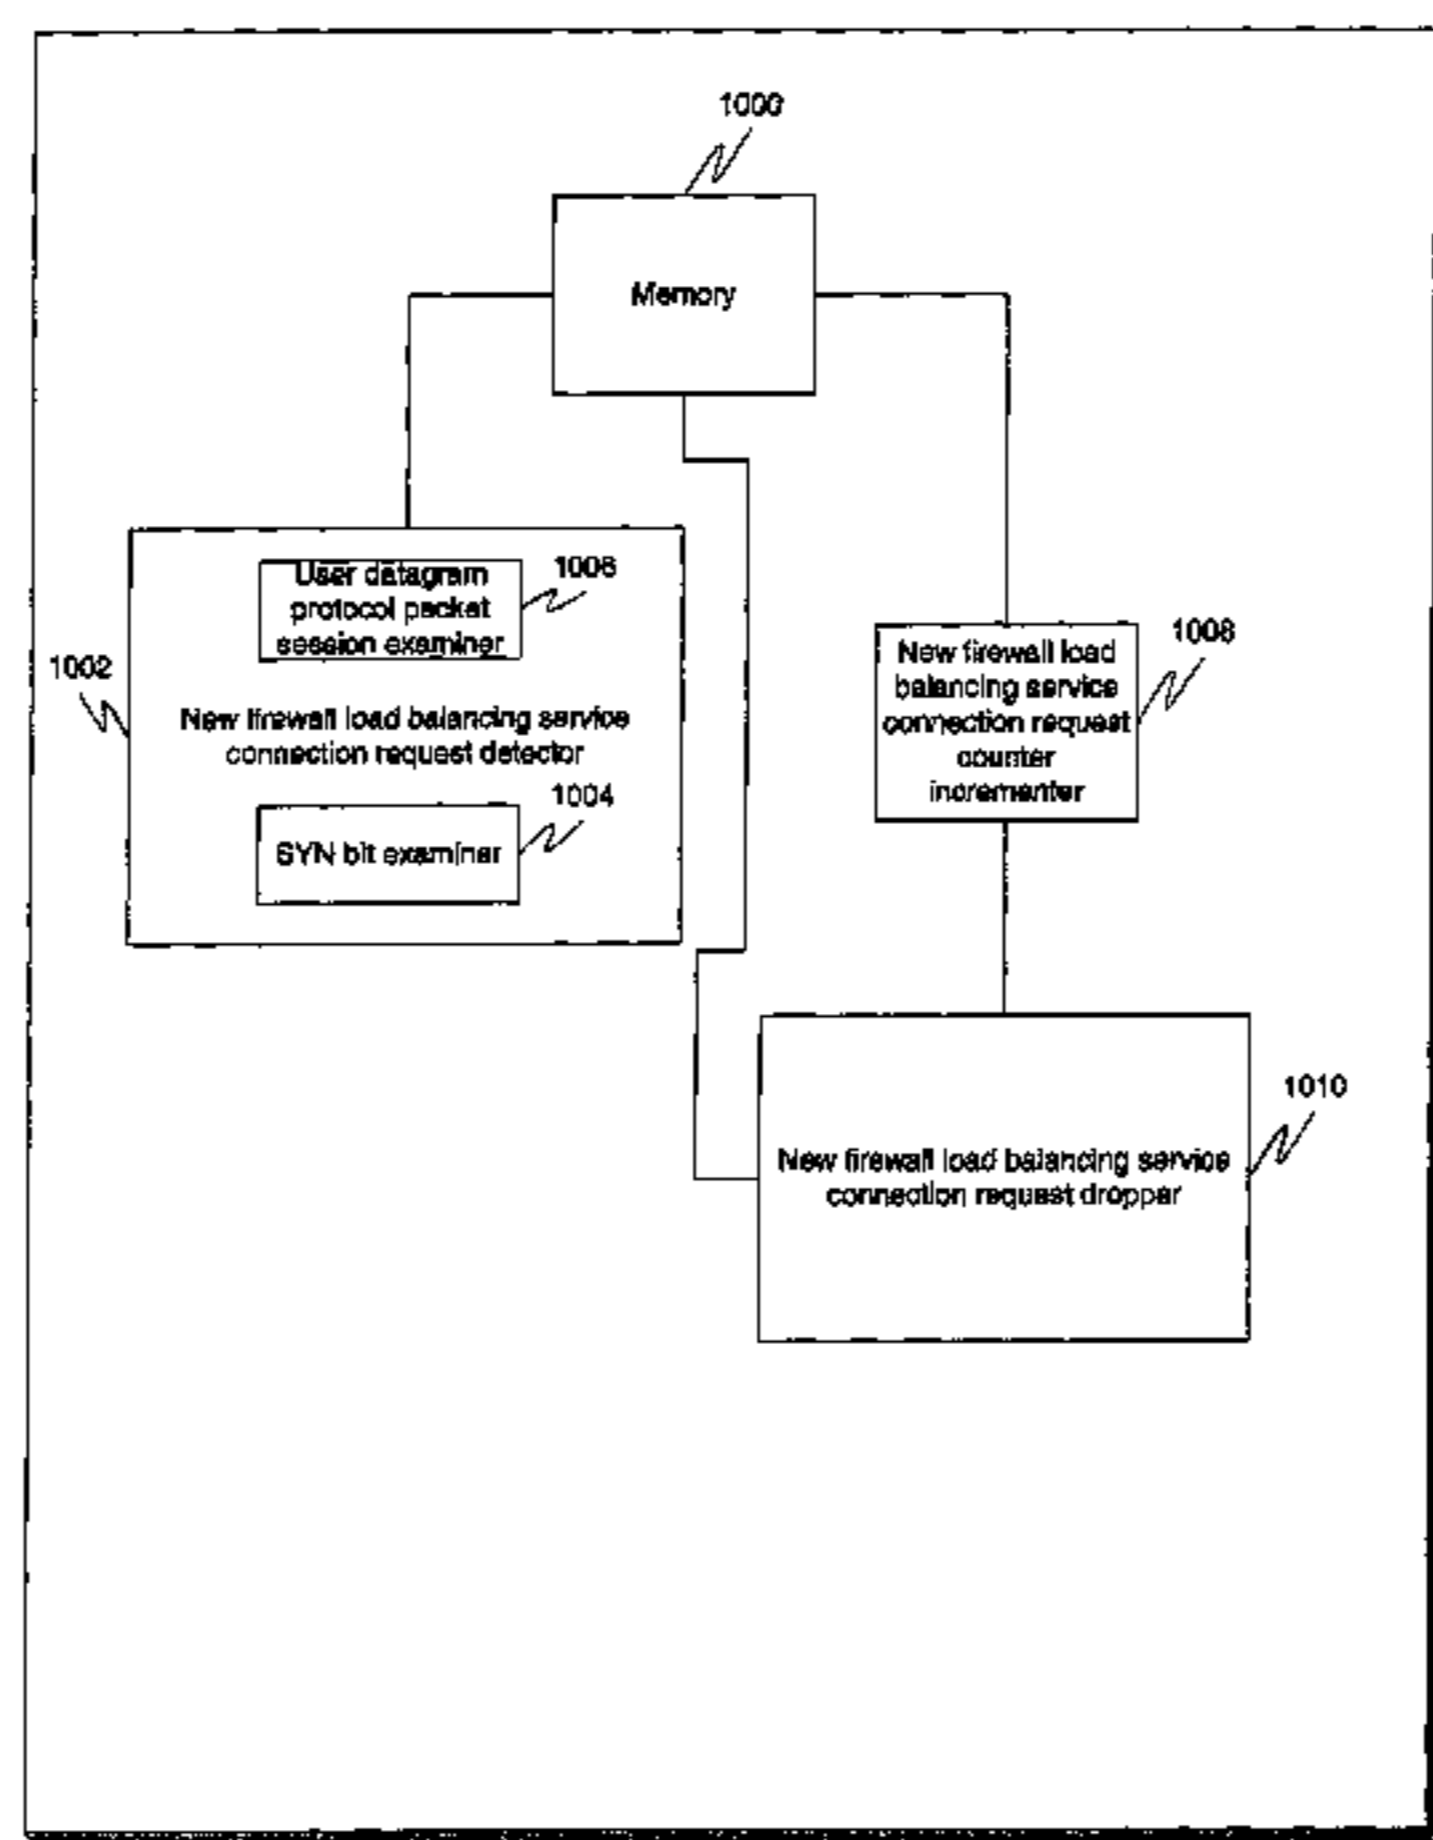 1000
Memory
User datagram
protocol packet
session examiner
1006
1002
New firewall load balancing service
connection request detector
1004
SYN bit examiner
1008
New firewall load
balancing service
connection request
counter
incrementer
1010
New firewall load balancing service
connection request dropper